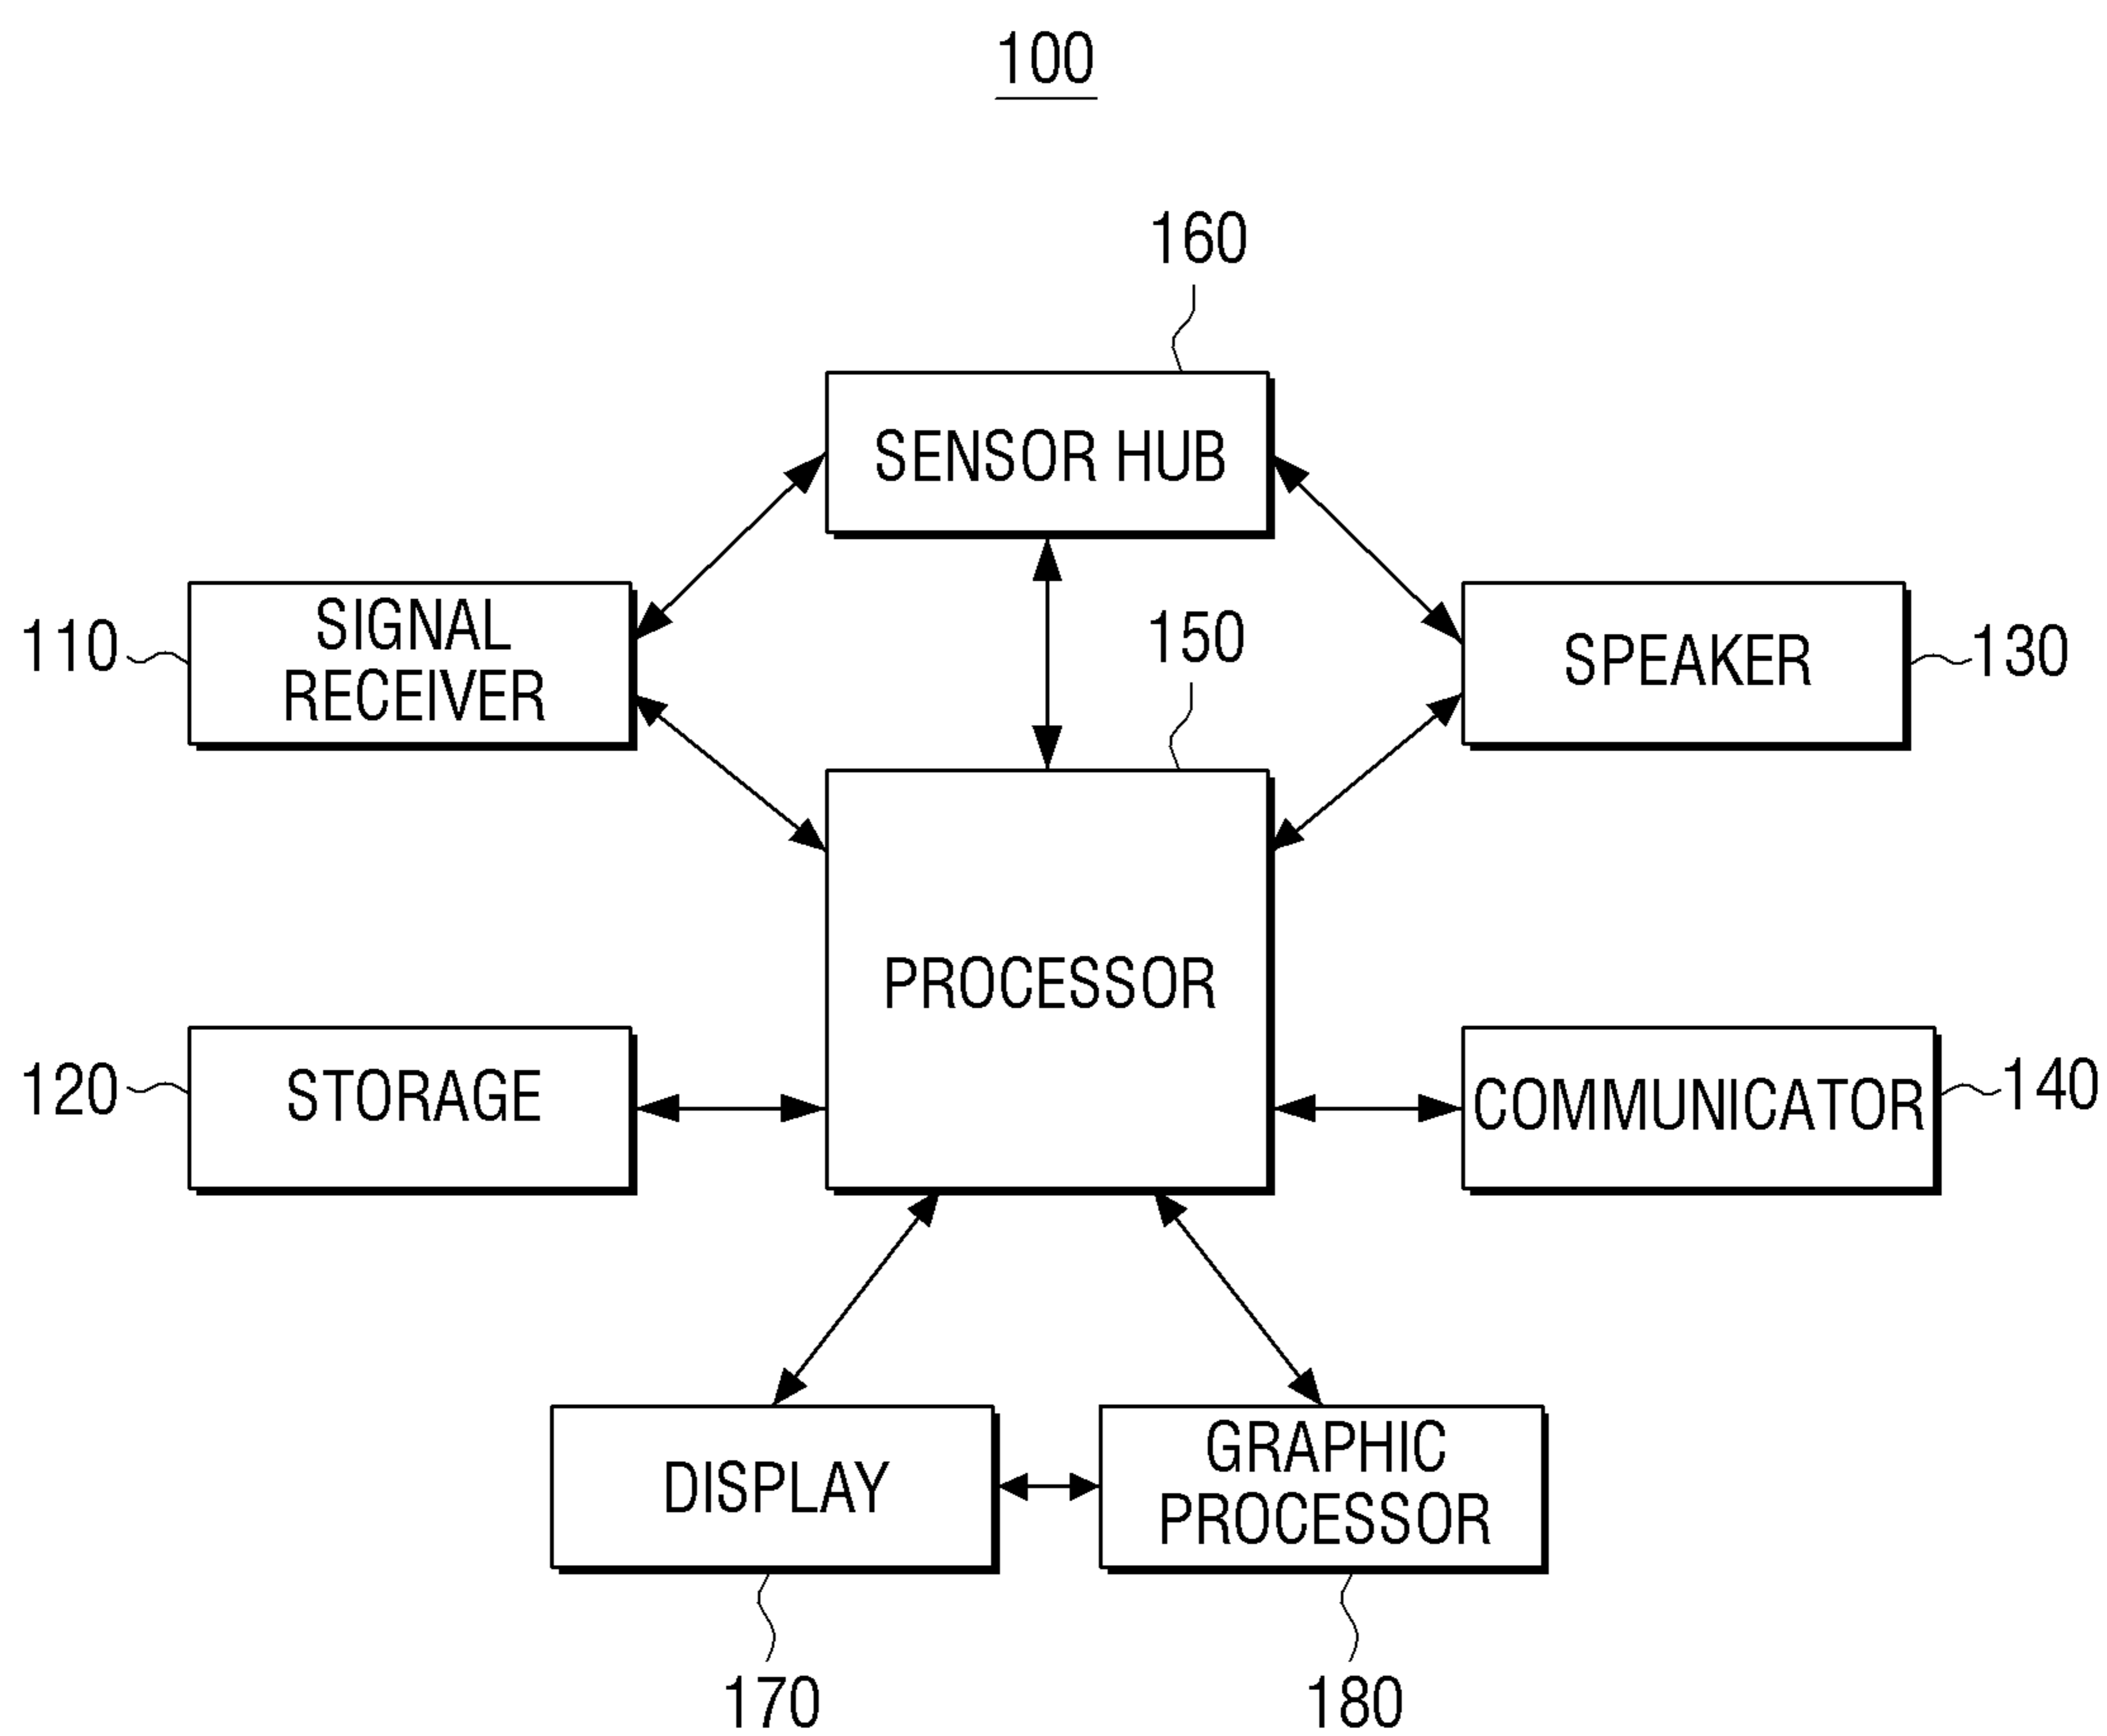 100
160
SENSOR HUB
110
SIGNAL
RECEIVER
150
SPEAKER
130
PROCESSOR
120
STORAGE
COMMUNICATOR
140
DISPLAY
GRAPHIC
PROCESSOR
170
180